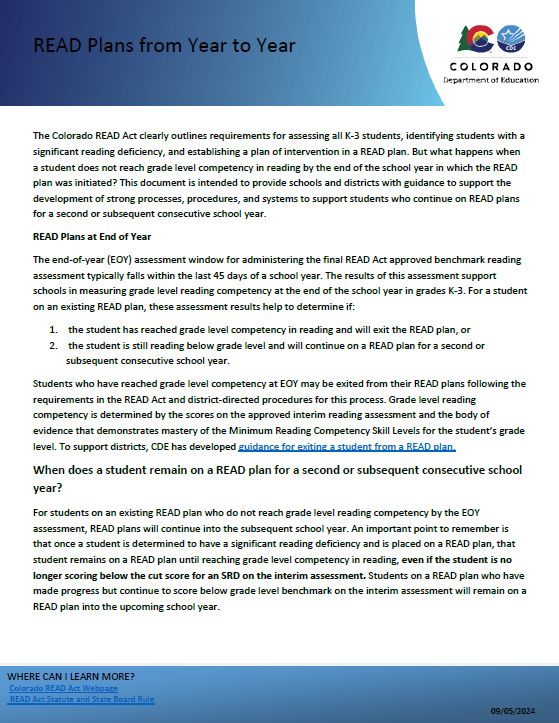 READ Plans from Year to Year
CDE
COLORADO
Department of Education
The Colorado READ Act clearly outlines requirements for assessing all K-3 students, identifying students with a
significant reading deficiency, and establishing a plan of intervention in a READ plan. But what happens when
a student does not reach grade level competency in reading by the end of the school year in which the READ
plan was initiated? This document is intended to provide schools and districts with guidance to support the
development of strong processes, procedures, and systems to support students who continue on READ plans
for a second or subsequent consecutive school year.
READ Plans at End of Year
The end-of-year (EOY) assessment window for administering the final READ Act approved benchmark reading
assessment typically falls within the last 45 days of a school year. The results of this assessment support
schools in measuring grade level reading competency at the end of the school year in grades K-3. For a student
on an existing READ plan, these assessment results help to determine if:
1. the student has reached grade level competency in reading and will exit the READ plan, or
2. the student is still reading below grade level and will continue on a READ plan for a second or
subsequent consecutive school year.
Students who have reached grade level competency at EOY may be exited from their READ plans following the
requirements in the READ Act and district-directed procedures for this process. Grade level reading
competency is determined by the scores on the approved interim reading assessment and the body of
evidence that demonstrates mastery of the Minimum Reading Competency Skill Levels for the student's grade
level. To support districts, CDE has developed guidance for exiting a student from a READ plan.
When does a student remain on a READ plan for a second or subsequent consecutive school
year?
For students on an existing READ plan who do not reach grade level reading competency by the EOY
assessment, READ plans will continue into the subsequent school year. An important point to remember is
that once a student is determined to have a significant reading deficiency and is placed on a READ plan, that
student remains on a READ plan until reaching grade level competency in reading, even if the student is no
longer scoring below the cut score for an SRD on the interim assessment. Students on a READ plan who have
made progress but continue to score below grade level benchmark on the interim assessment will remain on a
READ plan into the upcoming school year.
WHERE CAN I LEARN MORE?
Colorado READ Act Webpage
READ Act Statute and State Board Rule
09/05/2024